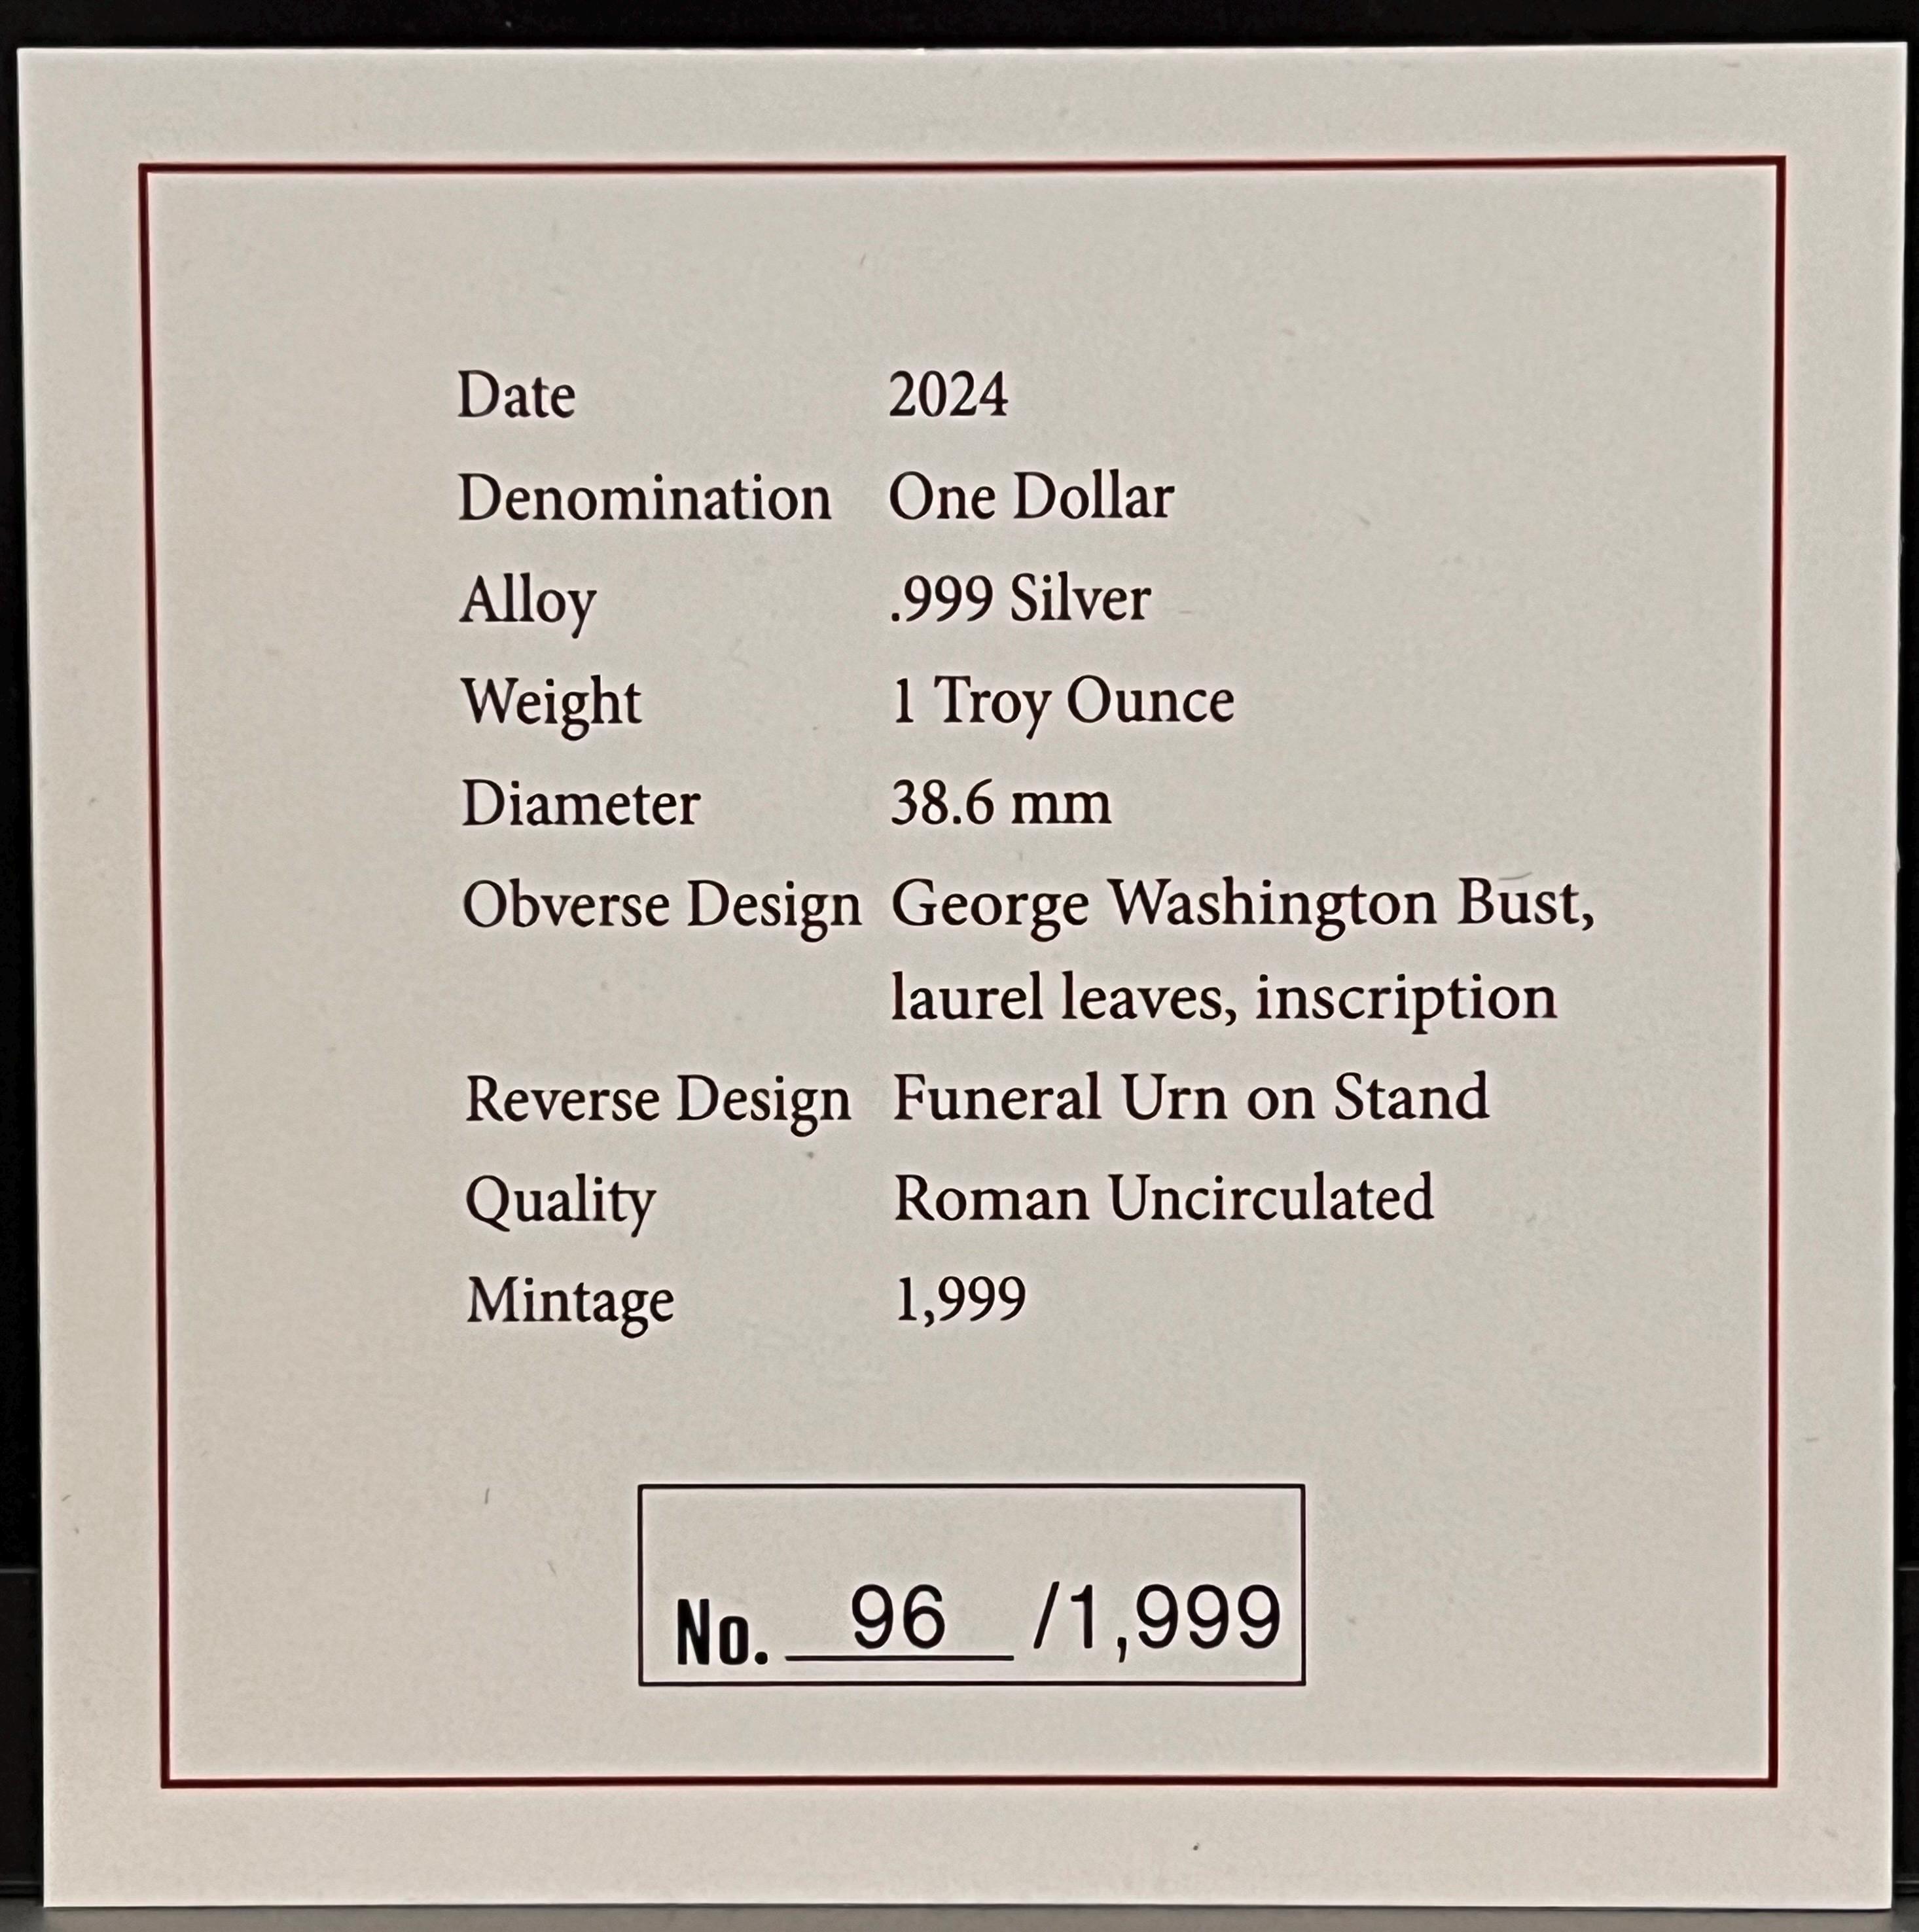 Date 2024
Denomination One Dollar
Alloy .999 Silver
Weight 1 Troy Ounce
Diameter 38.6 mm
Obverse Design George Washington Bust,
laurel leaves, inscription
Reverse Design Funeral Urn on Stand
Quality Roman Uncirculated
Mintage 1,999
No. 96 /1,999